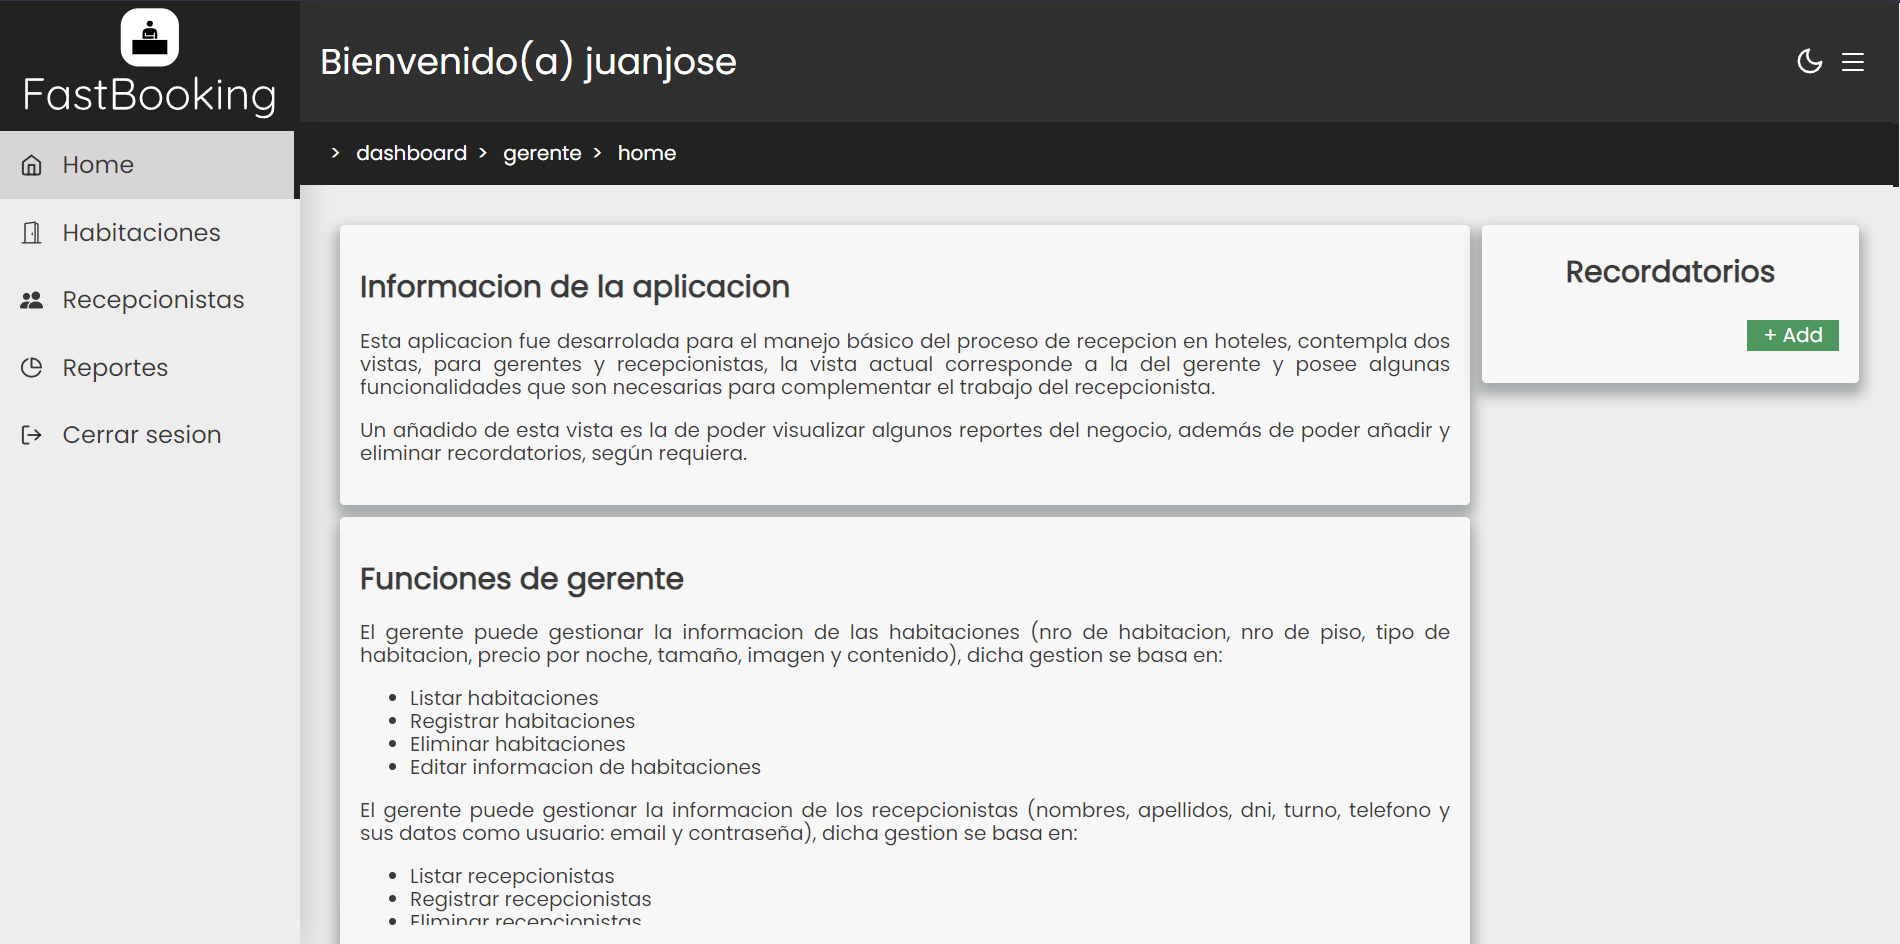 FastBooking
Bienvenido(a) juanjose
> dashboard > gerente > home
Home
Habitaciones
Recepcionistas
Reportes
Cerrar sesion
Informacion de la aplicacion
Esta aplicacion fue desarrolada para el manejo básico del proceso de recepcion en hoteles, contempla dos
vistas, para gerentes y recepcionistas, la vista actual corresponde a la del gerente y posee algunas
funcionalidades que son necesarias para complementar el trabajo del recepcionista.
Un añadido de esta vista es la de poder visualizar algunos reportes del negocio, además de poder añadir y
eliminar recordatorios, según requiera.
Funciones de gerente
El gerente puede gestionar la informacion de las habitaciones (nro de habitacion, nro de piso, tipo de
habitacion, precio por noche, tamaño, imagen y contenido), dicha gestion se basa en:
• Listar habitaciones
• Registrar habitaciones
• Eliminar habitaciones
• Editar informacion de habitaciones
El gerente puede gestionar la informacion de los recepcionistas (nombres, apellidos, dni, turno, telefono y
sus datos como usuario: email y contraseña), dicha gestion se basa en:
• Listar recepcionistas
• Registrar recepcionistas
• Eliminar recepcionistas
Recordatorios
+ Add